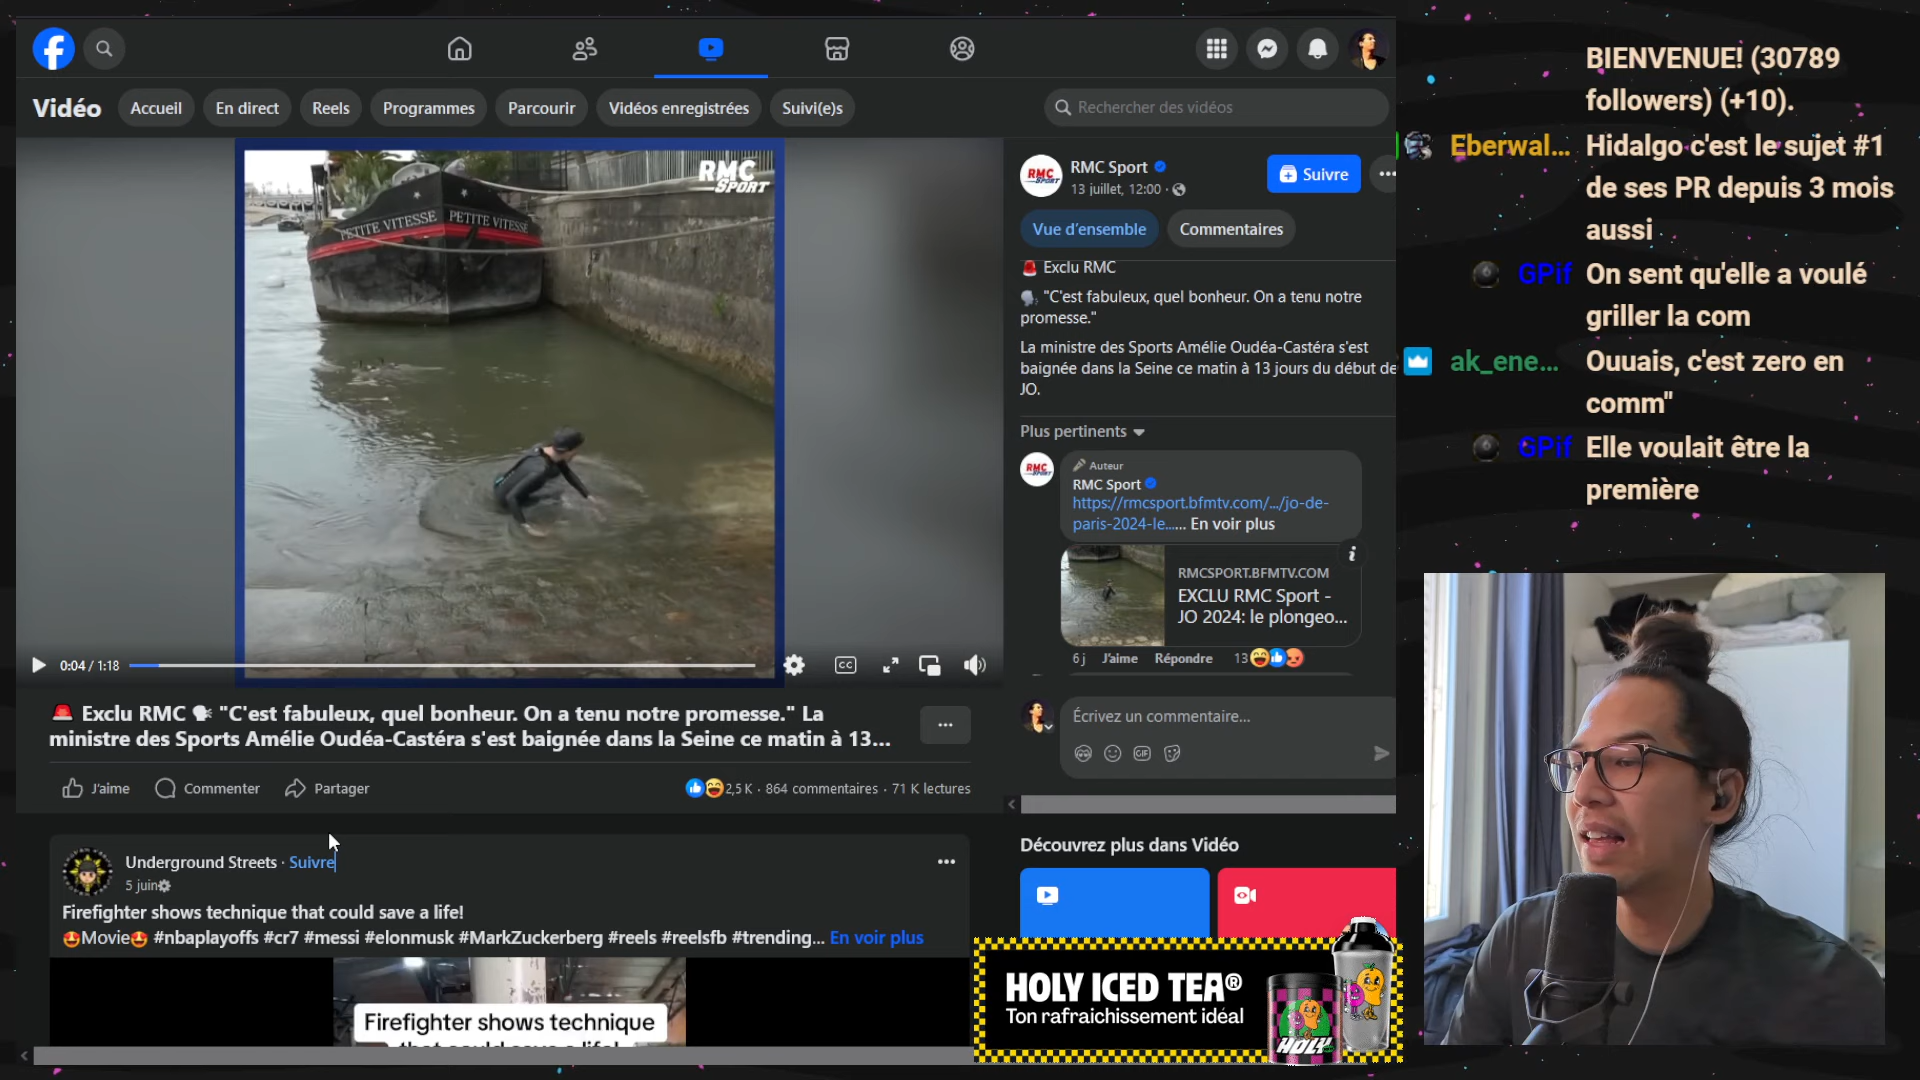 Vidéo
Accueil
En direct
Reels
Programmes
Parcourir
Vidéos enregistrées
Suivi(e)s
Rechercher des vidéos
RMC
SPORT
PETITE VITESSE
PETITE VITESSE
0:04 / 1:18
CC
🚨 Exclu RMC 🗣 "C'est fabuleux, quel bonheur. On a tenu notre promesse." La
ministre des Sports Amélie Oudéa-Castéra s'est baignée dans la Seine ce matin à 13...
J'aime
Commenter
Partager
2,5 K · 864 commentaires · 71 K lectures
Underground Streets · Suivre
5 juin
Firefighter shows technique that could save a life!
🤩Movie🤩 #nbaplayoffs #cr7 #messi #elonmusk #MarkZuckerberg #reels #reelsfb #trending... En voir plus
Firefighter shows technique
that could save a life!
RMC
SPORT
RMC Sport
13 juillet, 12:00 ·
Suivre
Vue d'ensemble
Commentaires
🚨 Exclu RMC
🗣 "C'est fabuleux, quel bonheur. On a tenu notre
promesse."
La ministre des Sports Amélie Oudéa-Castéra s'est
baignée dans la Seine ce matin à 13 jours du début de
JO.
Plus pertinents
RMC
SPORT
Auteur
RMC Sport
https://rmcsport.bfmtv.com/.../jo-de-
paris-2024-le...... En voir plus
RMCSPORT.BFMTV.COM
EXCLU RMC Sport -
JO 2024: le plongeo...
6 j
J'aime
Répondre
13
Écrivez un commentaire...
GIF
Découvrez plus dans Vidéo
HOLY ICED TEA®
Ton rafraichissement idéal
HOLY
BIENVENUE! (30789
followers) (+10).
Eberwal... Hidalgo c'est le sujet #1
de ses PR depuis 3 mois
aussi
GPif On sent qu'elle a voulé
griller la com
ak_ene... Ouuais, c'est zero en
comm"
GPif Elle voulait être la
première